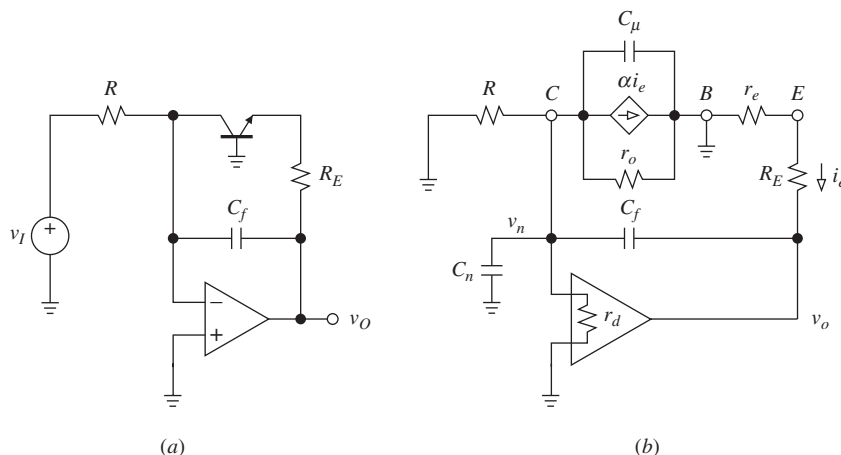 R
R_E
C_f
v_I
−
+
v_O
(a)
C_μ
R
C
αi_e
B
r_e
E
r_o
R_E
i_e
v_n
C_f
C_n
r_d
v_o
(b)